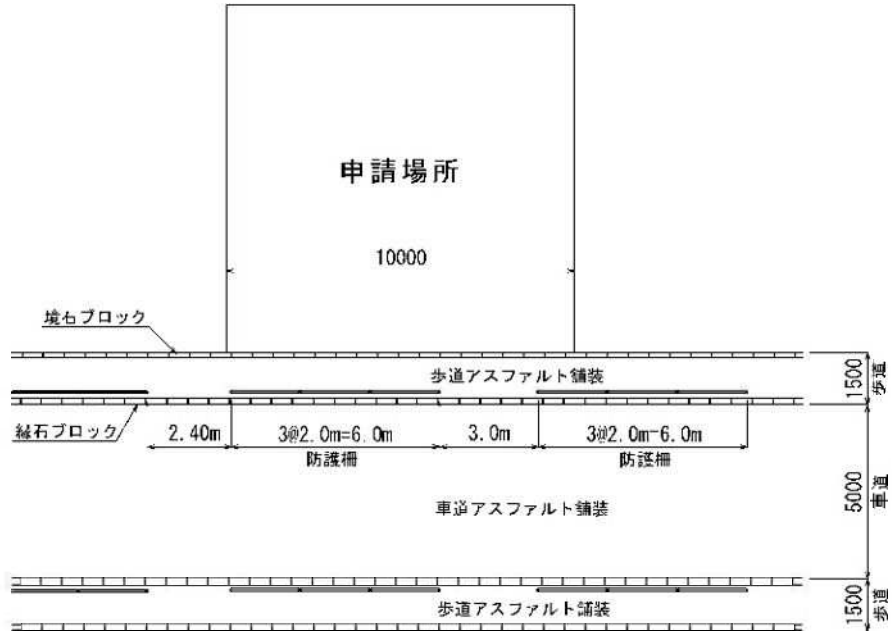 申請場所
10000
境石ブロック
歩道アスファルト舗装
1500
歩道
縁石ブロック
2.40m
3@2.0m=6.0m
3.0m
3@2.0m=6.0m
防護柵
防護柵
車道アスファルト舗装
5000
車道
歩道アスファルト舗装
1500
歩道